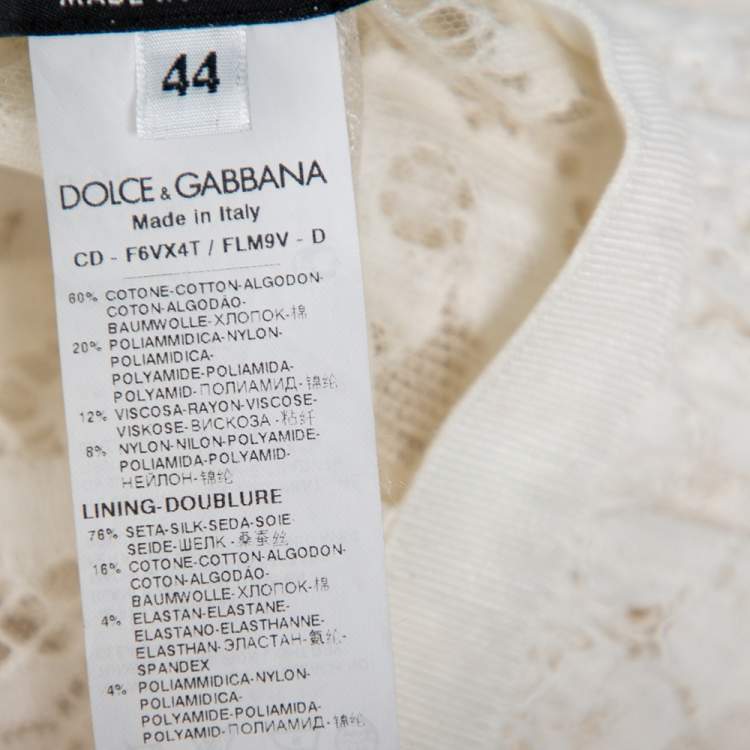 MADE IN
44
DOLCE & GABBANA
Made in Italy
CD - F6VX4T / FLM9V - D
60% COTONE-COTTON-ALGODON-
COTON-ALGODÃO-
BAUMWOLLE-ХЛОПОК-棉
20% POLIAMMIDICA-NYLON-
POLIAMIDICA-
POLYAMIDE-POLIAMIDA-
POLYAMID-ПОЛИАМИД-锦纶
12% VISCOSA-RAYON-VISCOSE-
VISKOSE-ВИСКОЗА-粘纤
8% NYLON-NILON-POLYAMIDE-
POLIAMIDA-POLYAMID-
НЕЙЛОН-锦纶
LINING-DOUBLURE
76% SETA-SILK-SEDA-SOIE
SEIDE-ШЕЛК-桑蚕丝
16% COTONE-COTTON-ALGODON-
COTON-ALGODÃO-
BAUMWOLLE-ХЛОПОК-棉
4% ELASTAN-ELASTANE-
ELASTANO-ELASTHANNE-
ELASTHAN-ЭЛАСТАН-氨纶-
SPANDEX
4% POLIAMMIDICA-NYLON-
POLIAMIDICA-
POLYAMIDE-POLIAMIDA-
POLYAMID-ПОЛИАМИД-锦纶